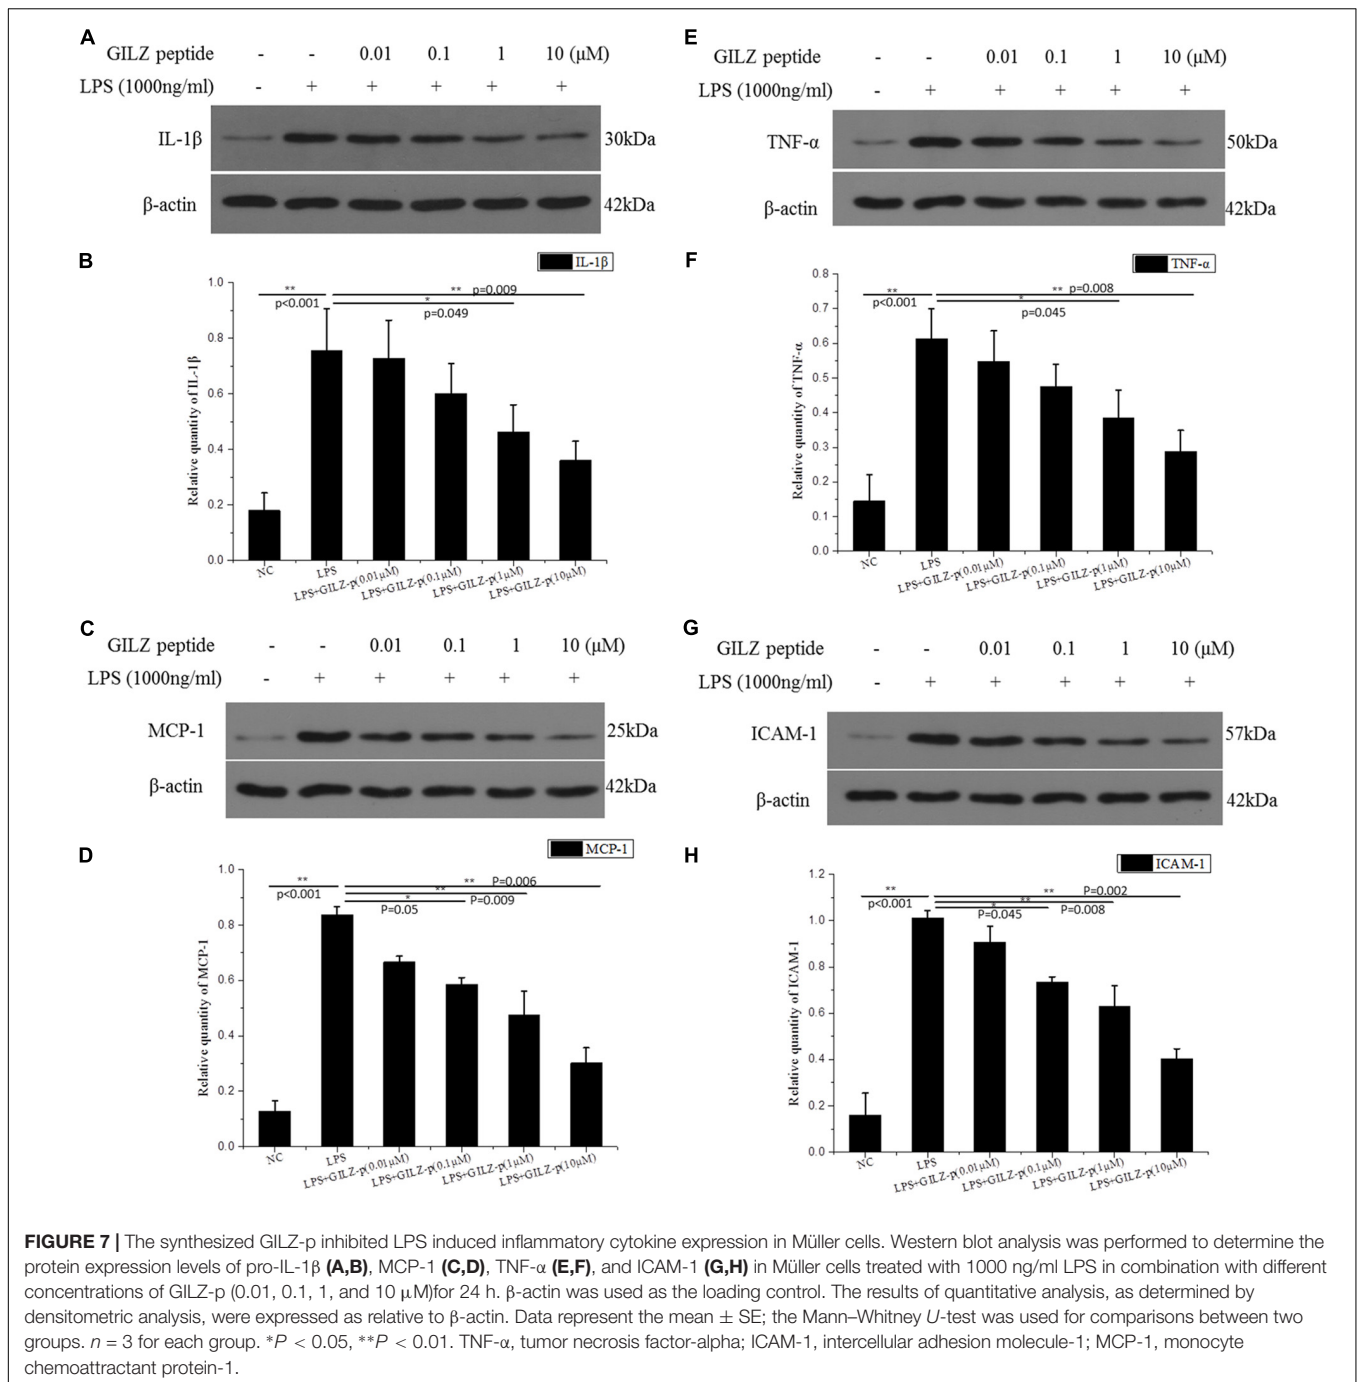 A
GILZ peptide - - 0.01 0.1 1 10 (μM)
LPS (1000ng/ml) - + + + + +
IL-1β 30kDa
β-actin 42kDa
B
IL-1β
1.0
0.8
0.6
0.4
0.2
0.0
Relative quantity of IL-1β
** ** p=0.009
p<0.001 *
p=0.049
NC LPS LPS+GILZ-p(0.01μM) LPS+GILZ-p(0.1μM) LPS+GILZ-p(1μM) LPS+GILZ-p(10μM)
C
GILZ peptide - - 0.01 0.1 1 10 (μM)
LPS (1000ng/ml) - + + + + +
MCP-1 25kDa
β-actin 42kDa
D
MCP-1
1.0
0.8
0.6
0.4
0.2
0.0
Relative quantity of MCP-1
** ** P=0.006
p<0.001 * ** P=0.009
P=0.05
NC LPS LPS+GILZ-p(0.01μM) LPS+GILZ-p(0.1μM) LPS+GILZ-p(1μM) LPS+GILZ-p(10μM)
E
GILZ peptide - - 0.01 0.1 1 10 (μM)
LPS (1000ng/ml) - + + + + +
TNF-α 50kDa
β-actin 42kDa
F
TNF-α
0.8
0.7
0.6
0.5
0.4
0.3
0.2
0.1
0.0
Relative quantity of TNF-α
** ** p=0.008
p<0.001 *
p=0.045
NC LPS LPS+GILZ-p(0.01μM) LPS+GILZ-p(0.1μM) LPS+GILZ-p(1μM) LPS+GILZ-p(10μM)
G
GILZ peptide - - 0.01 0.1 1 10 (μM)
LPS (1000ng/ml) - + + + + +
ICAM-1 57kDa
β-actin 42kDa
H
ICAM-1
1.2
1.0
0.8
0.6
0.4
0.2
0.0
Relative quantity of ICAM-1
** ** P=0.002
p<0.001 * ** P=0.008
P=0.045
NC LPS LPS+GILZ-p(0.01μM) LPS+GILZ-p(0.1μM) LPS+GILZ-p(1μM) LPS+GILZ-p(10μM)
FIGURE 7 | The synthesized GILZ-p inhibited LPS induced inflammatory cytokine expression in Müller cells. Western blot analysis was performed to determine the
protein expression levels of pro-IL-1β (A,B), MCP-1 (C,D), TNF-α (E,F), and ICAM-1 (G,H) in Müller cells treated with 1000 ng/ml LPS in combination with different
concentrations of GILZ-p (0.01, 0.1, 1, and 10 μM)for 24 h. β-actin was used as the loading control. The results of quantitative analysis, as determined by
densitometric analysis, were expressed as relative to β-actin. Data represent the mean ± SE; the Mann–Whitney U-test was used for comparisons between two
groups. n = 3 for each group. *P < 0.05, **P < 0.01. TNF-α, tumor necrosis factor-alpha; ICAM-1, intercellular adhesion molecule-1; MCP-1, monocyte
chemoattractant protein-1.